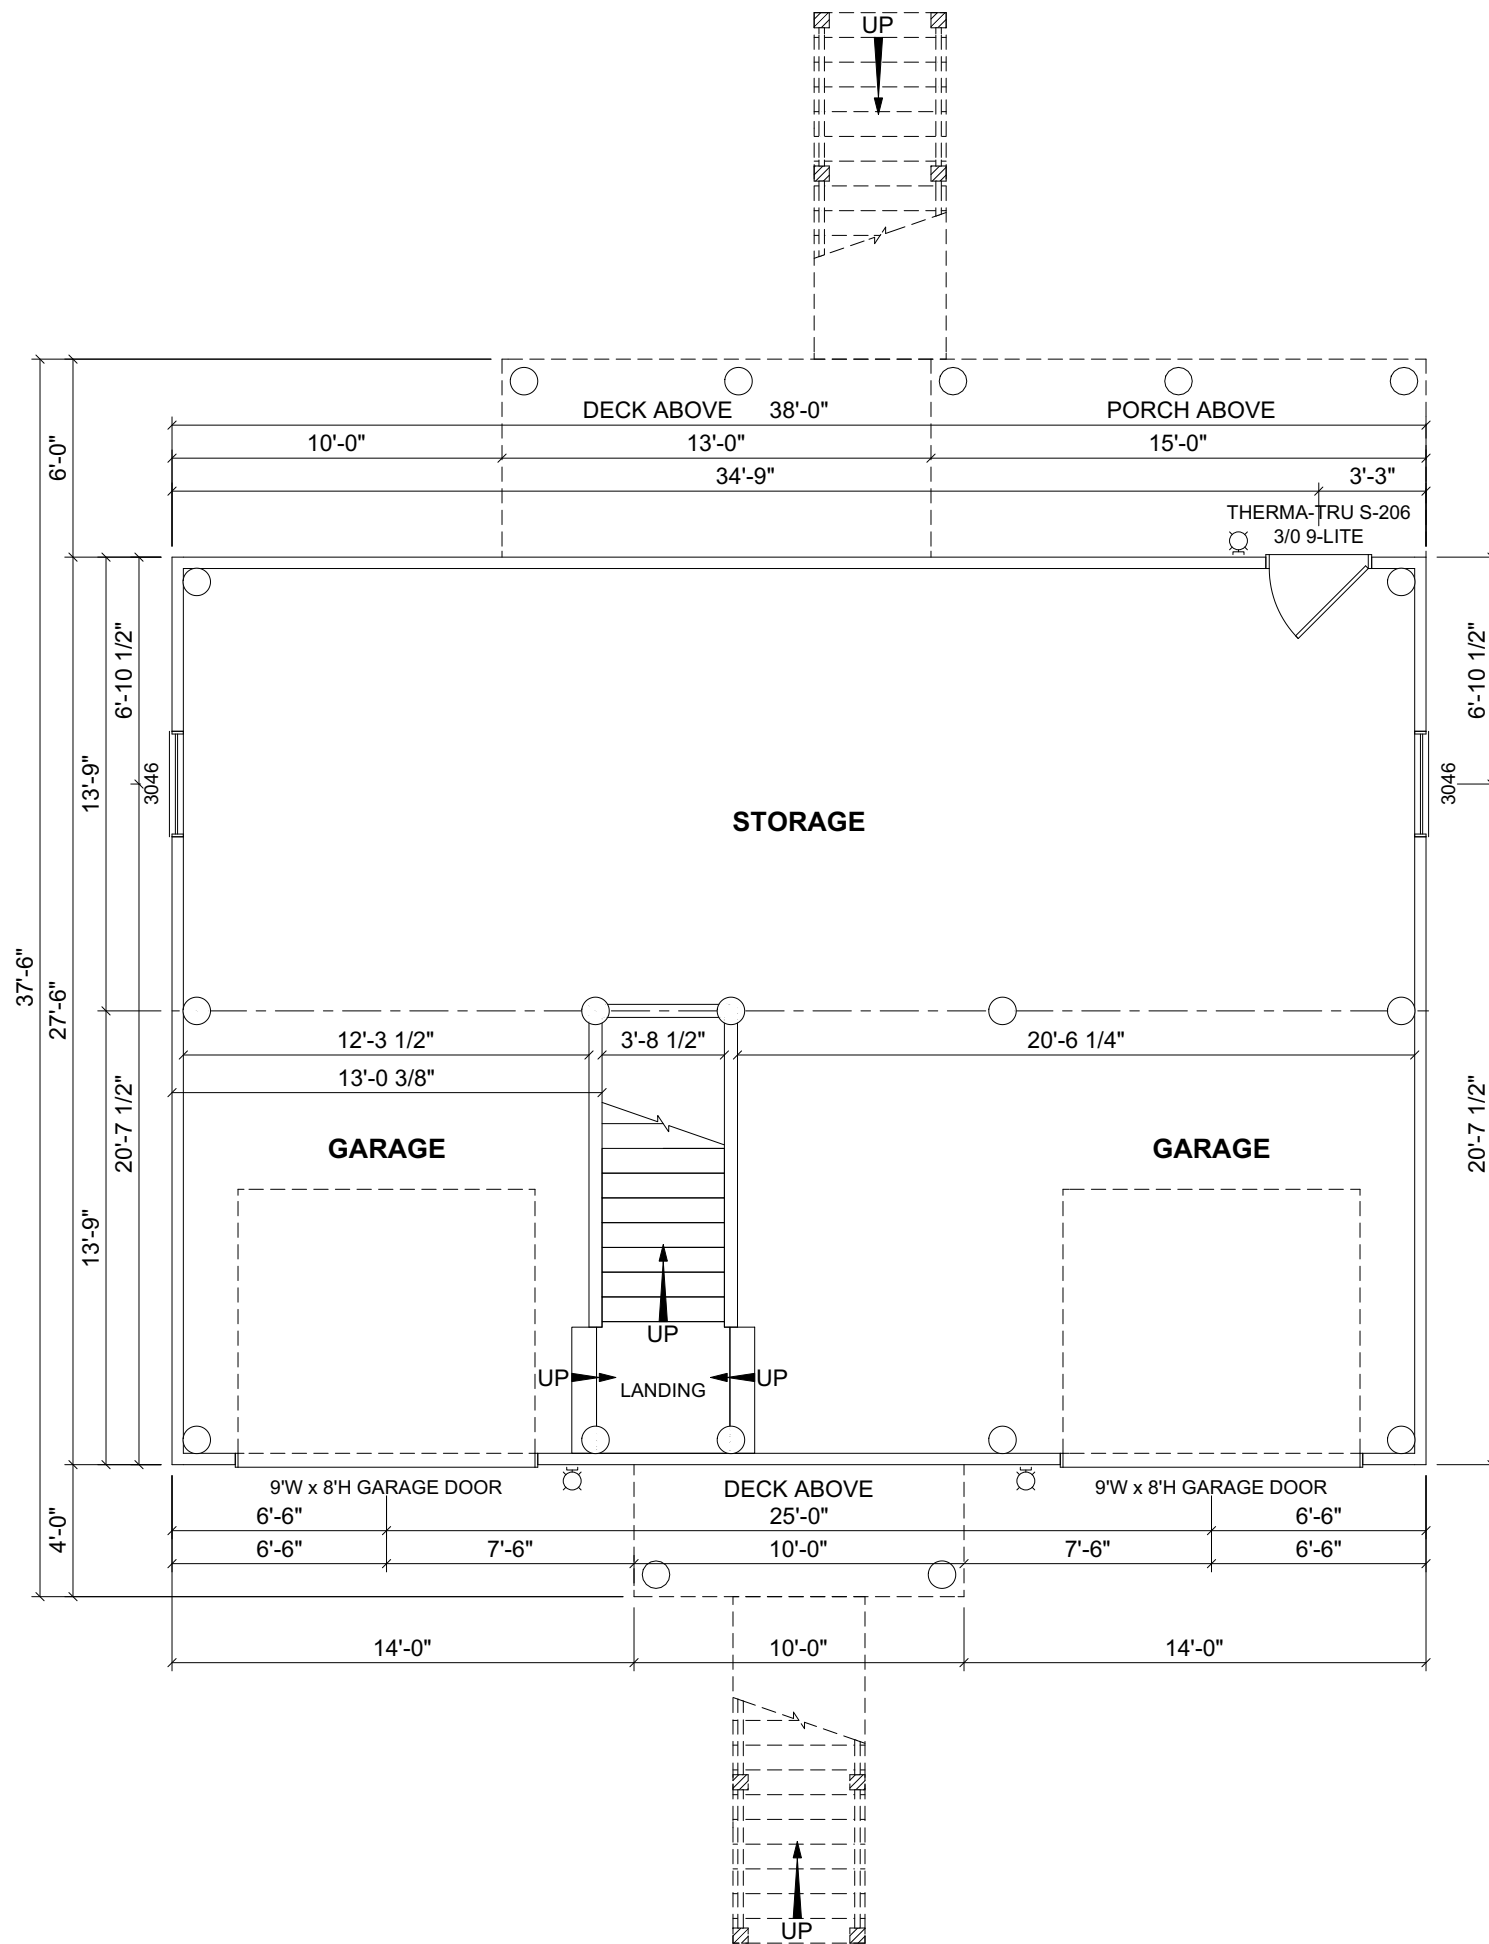 UP
DECK ABOVE
38'-0"
PORCH ABOVE
10'-0"
13'-0"
15'-0"
34'-9"
3'-3"
THERMA-TRU S-206
3/0 9-LITE
6'-0"
6'-10 1/2"
6'-10 1/2"
13'-9"
3046
3046
STORAGE
37'-6"
27'-6"
12'-3 1/2"
3'-8 1/2"
20'-6 1/4"
13'-0 3/8"
20'-7 1/2"
20'-7 1/2"
GARAGE
GARAGE
13'-9"
UP
UP
LANDING
UP
9'W x 8'H GARAGE DOOR
DECK ABOVE
9'W x 8'H GARAGE DOOR
6'-6"
25'-0"
6'-6"
4'-0"
6'-6"
7'-6"
10'-0"
7'-6"
6'-6"
14'-0"
10'-0"
14'-0"
UP